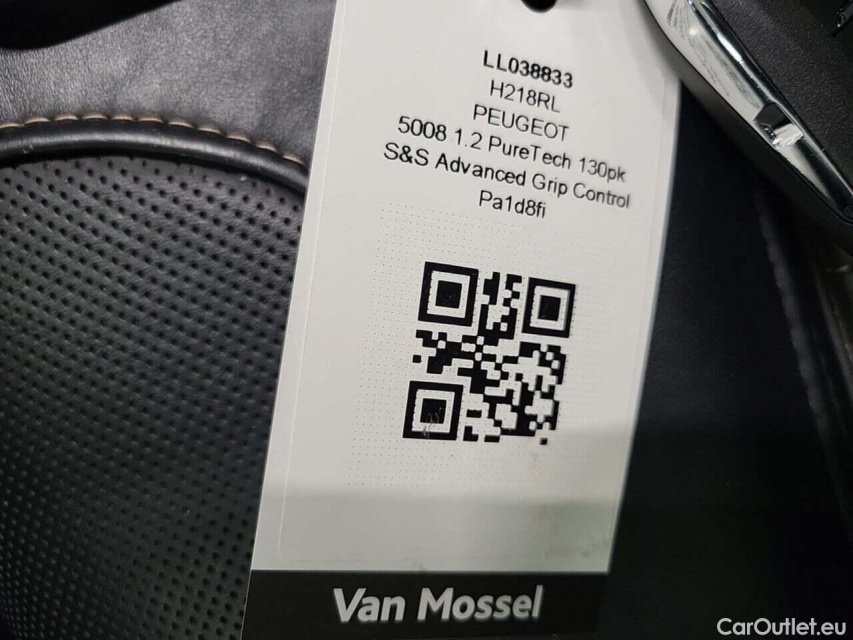 LL038833
H218RL
PEUGEOT
5008 1.2 PureTech 130pk
S&S Advanced Grip Control
Pa1d8fi
Van Mossel
CarOutlet.eu